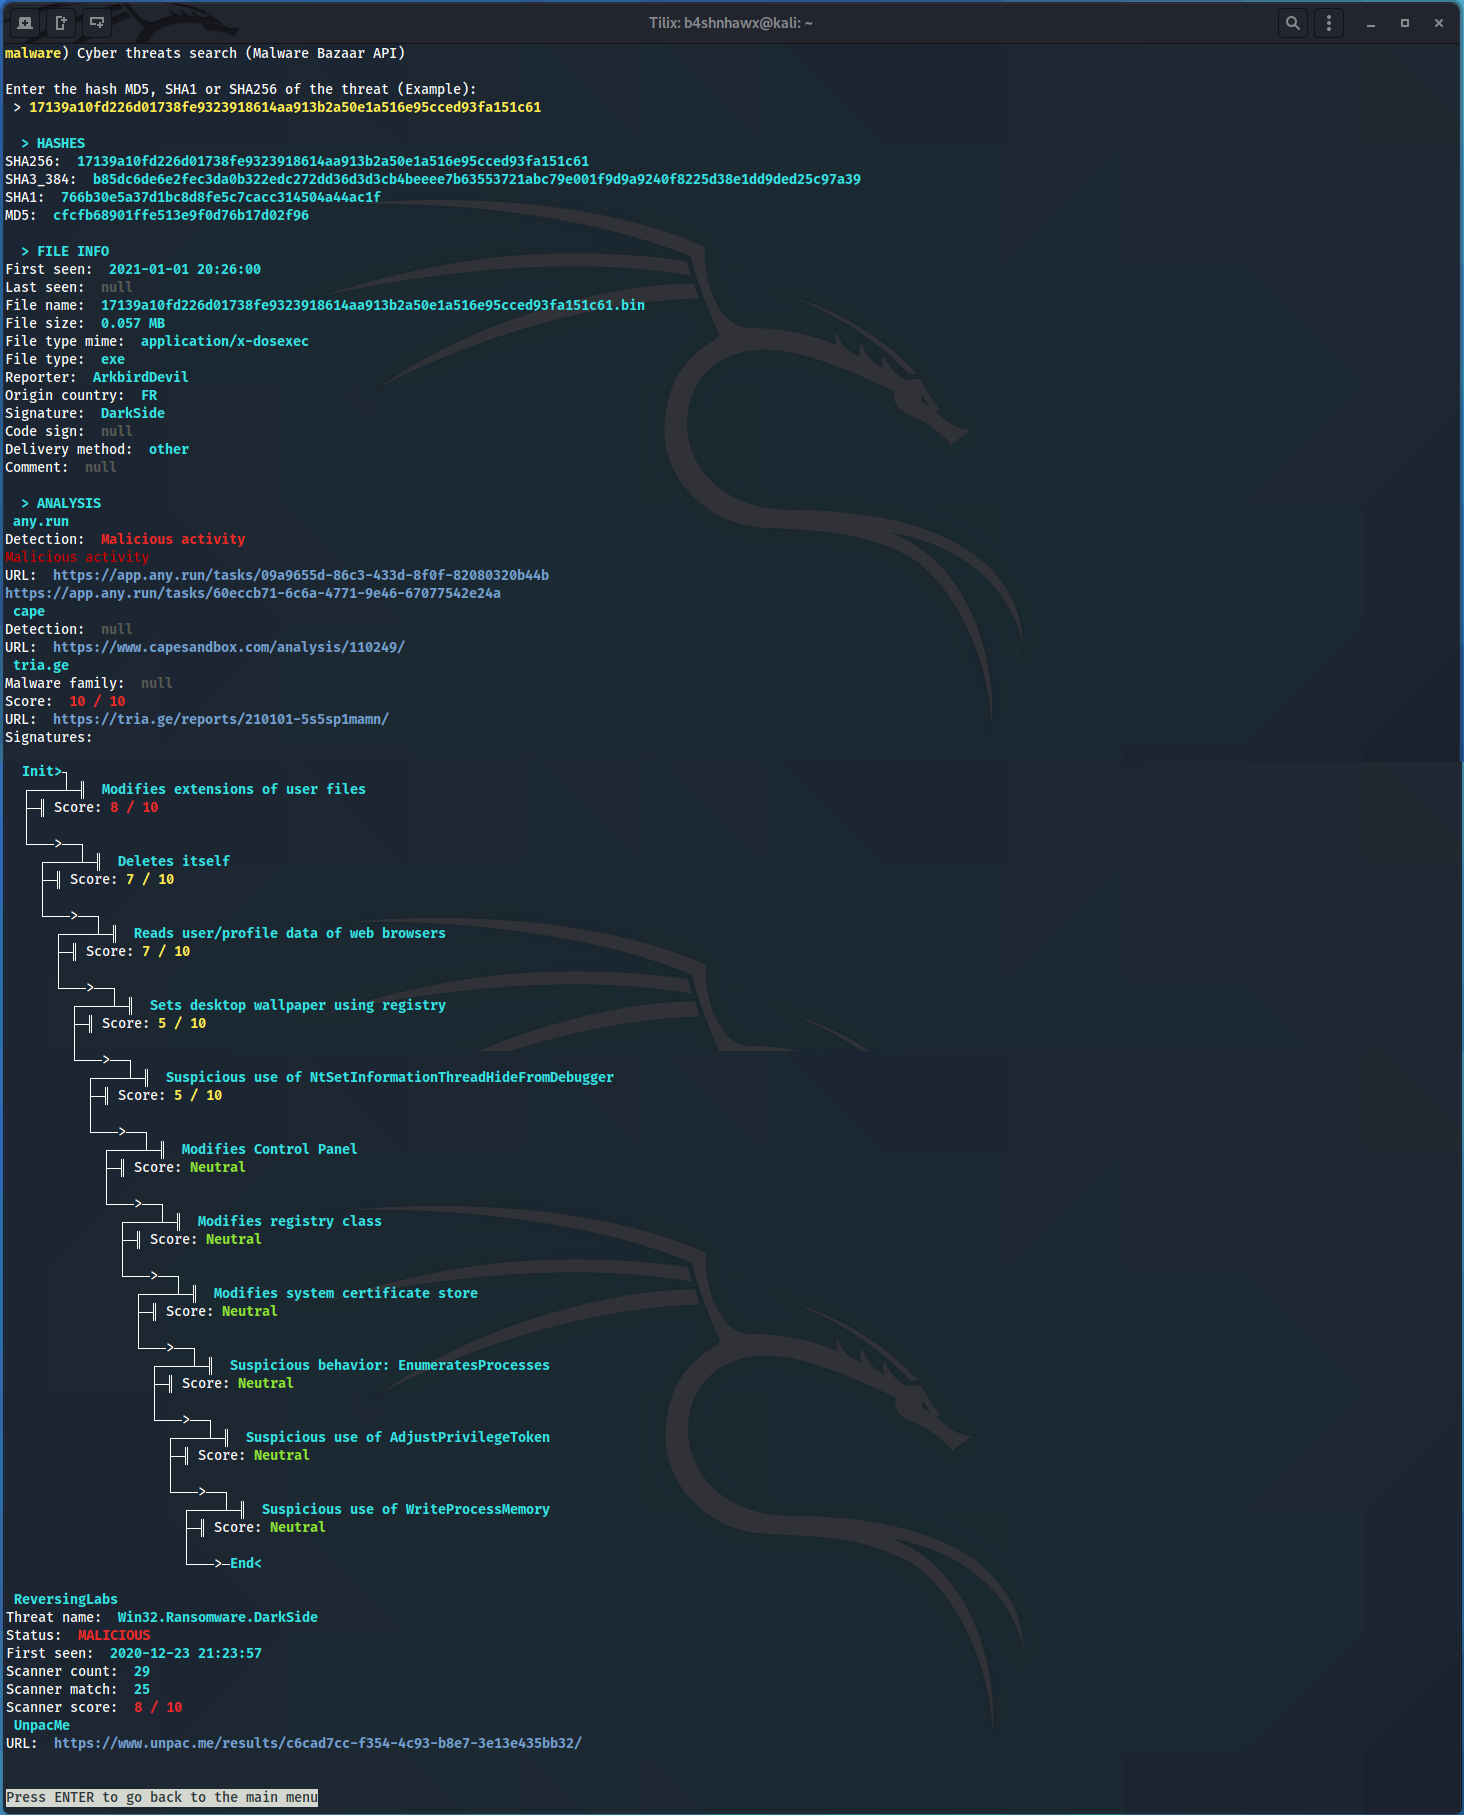 Tilix: b4shnhawx@kali: ~
malware) Cyber threats search (Malware Bazaar API)
Enter the hash MD5, SHA1 or SHA256 of the threat (Example):
> 17139a10fd226d01738fe9323918614aa913b2a50e1a516e95cced93fa151c61
> HASHES
SHA256: 17139a10fd226d01738fe9323918614aa913b2a50e1a516e95cced93fa151c61
SHA3_384: b85dc6de6e2fec3da0b322edc272dd36d3d3cb4beeee7b63553721abc79e001f9d9a9240f8225d38e1dd9ded25c97a39
SHA1: 766b30e5a37d1bc8d8fe5c7cacc314504a44ac1f
MD5: cfcfb68901ffe513e9f0d76b17d02f96
> FILE INFO
First seen: 2021-01-01 20:26:00
Last seen: null
File name: 17139a10fd226d01738fe9323918614aa913b2a50e1a516e95cced93fa151c61.bin
File size: 0.057 MB
File type mime: application/x-dosexec
File type: exe
Reporter: ArkbirdDevil
Origin country: FR
Signature: DarkSide
Code sign: null
Delivery method: other
Comment: null
> ANALYSIS
any.run
Detection: Malicious activity
Malicious activity
URL: https://app.any.run/tasks/09a9655d-86c3-433d-8f0f-82080320b44b
https://app.any.run/tasks/60eccb71-6c6a-4771-9e46-67077542e24a
cape
Detection: null
URL: https://www.capesandbox.com/analysis/110249/
tria.ge
Malware family: null
Score: 10 / 10
URL: https://tria.ge/reports/210101-5s5sp1mamn/
Signatures:
Init>
Modifies extensions of user files
Score: 8 / 10
>
Deletes itself
Score: 7 / 10
>
Reads user/profile data of web browsers
Score: 7 / 10
>
Sets desktop wallpaper using registry
Score: 5 / 10
>
Suspicious use of NtSetInformationThreadHideFromDebugger
Score: 5 / 10
>
Modifies Control Panel
Score: Neutral
>
Modifies registry class
Score: Neutral
>
Modifies system certificate store
Score: Neutral
>
Suspicious behavior: EnumeratesProcesses
Score: Neutral
>
Suspicious use of AdjustPrivilegeToken
Score: Neutral
>
Suspicious use of WriteProcessMemory
Score: Neutral
>End<
ReversingLabs
Threat name: Win32.Ransomware.DarkSide
Status: MALICIOUS
First seen: 2020-12-23 21:23:57
Scanner count: 29
Scanner match: 25
Scanner score: 8 / 10
UnpacMe
URL: https://www.unpac.me/results/c6cad7cc-f354-4c93-b8e7-3e13e435bb32/
Press ENTER to go back to the main menu